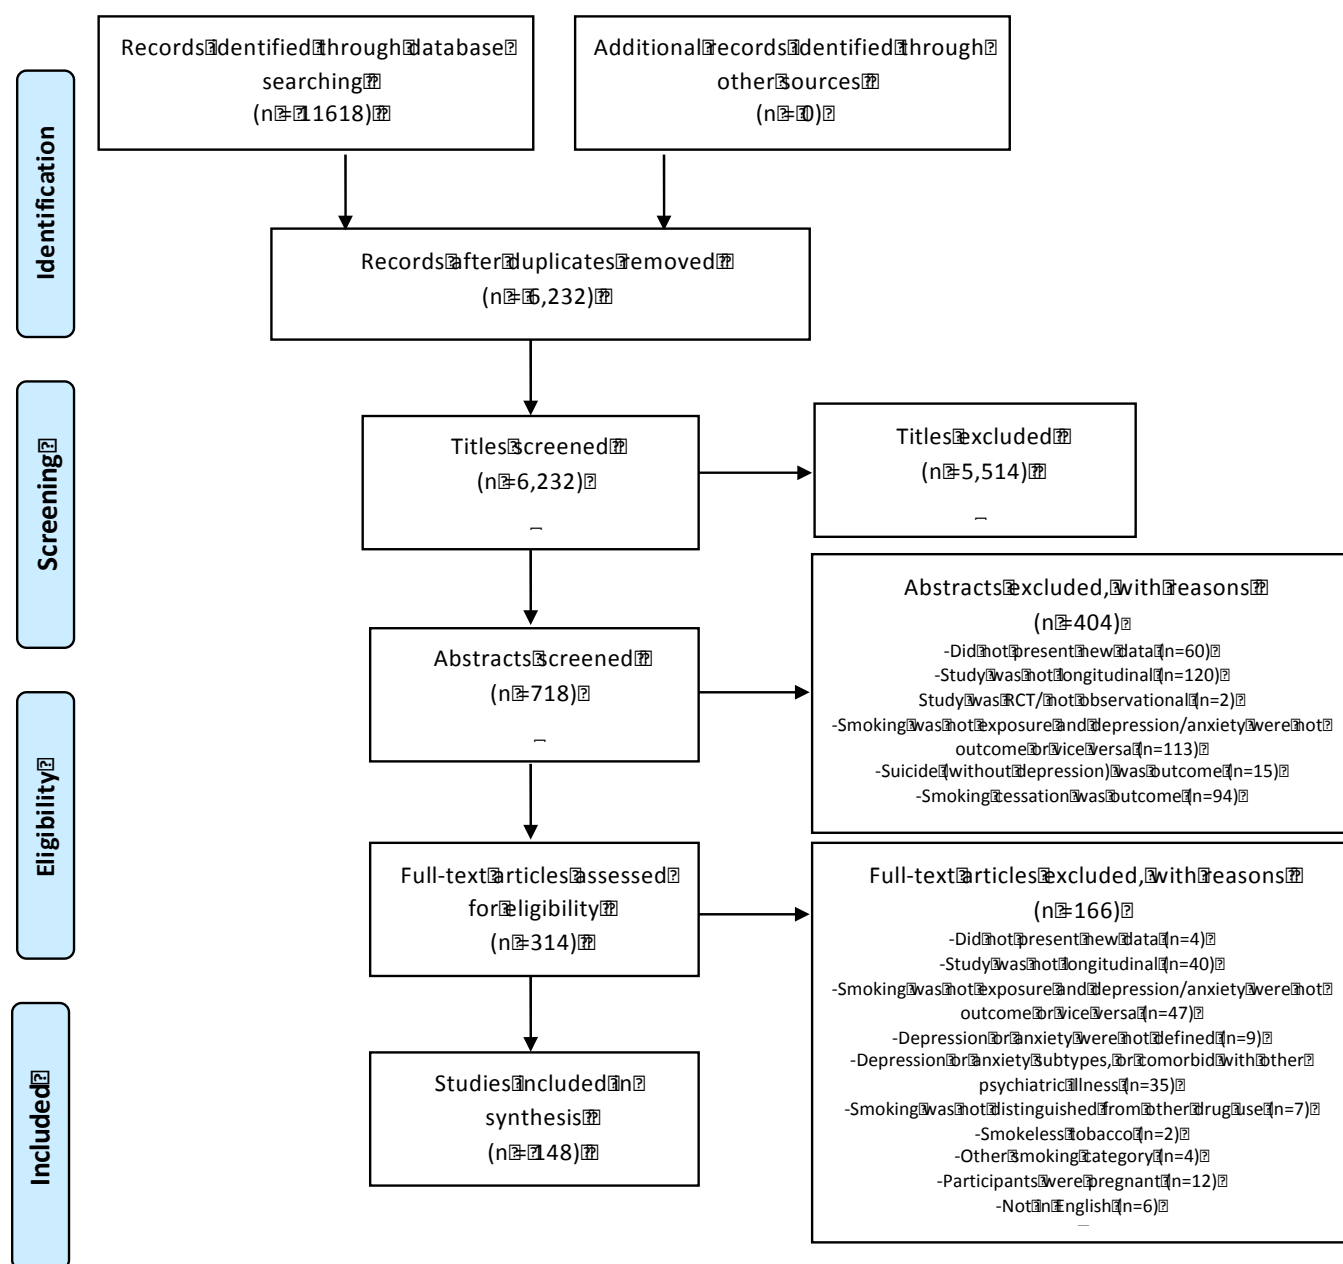 Records identified through database
searching
(n = 11618)
Additional records identified through
other sources
(n = 0)
Identification
Records after duplicates removed
(n = 6,232)
Screening
Titles screened
(n =6,232)
Titles excluded
(n =5,514)
Abstracts screened
(n =718)
Abstracts excluded, with reasons
(n =404)
-Did not present new data (n=60)
-Study was not longitudinal (n=120)
Study was RCT/ not observational (n=2)
-Smoking was not exposure and depression/anxiety were not
outcome or vice versa (n=113)
-Suicide (without depression) was outcome (n=15)
-Smoking cessation was outcome (n=94)
Eligibility
Full-text articles assessed
for eligibility
(n =314)
Full-text articles excluded, with reasons
(n =166)
-Did not present new data (n=4)
-Study was not longitudinal (n=40)
-Smoking was not exposure and depression/anxiety were not
outcome or vice versa (n=47)
-Depression or anxiety were not defined (n=9)
-Depression or anxiety subtypes, or comorbid with other
psychiatric illness (n=35)
-Smoking was not distinguished from other drug use (n=7)
-Smokeless tobacco (n=2)
-Other smoking category (n=4)
-Participants were pregnant (n=12)
-Not in English (n=6)
Included
Studies included in
synthesis
(n = 148)